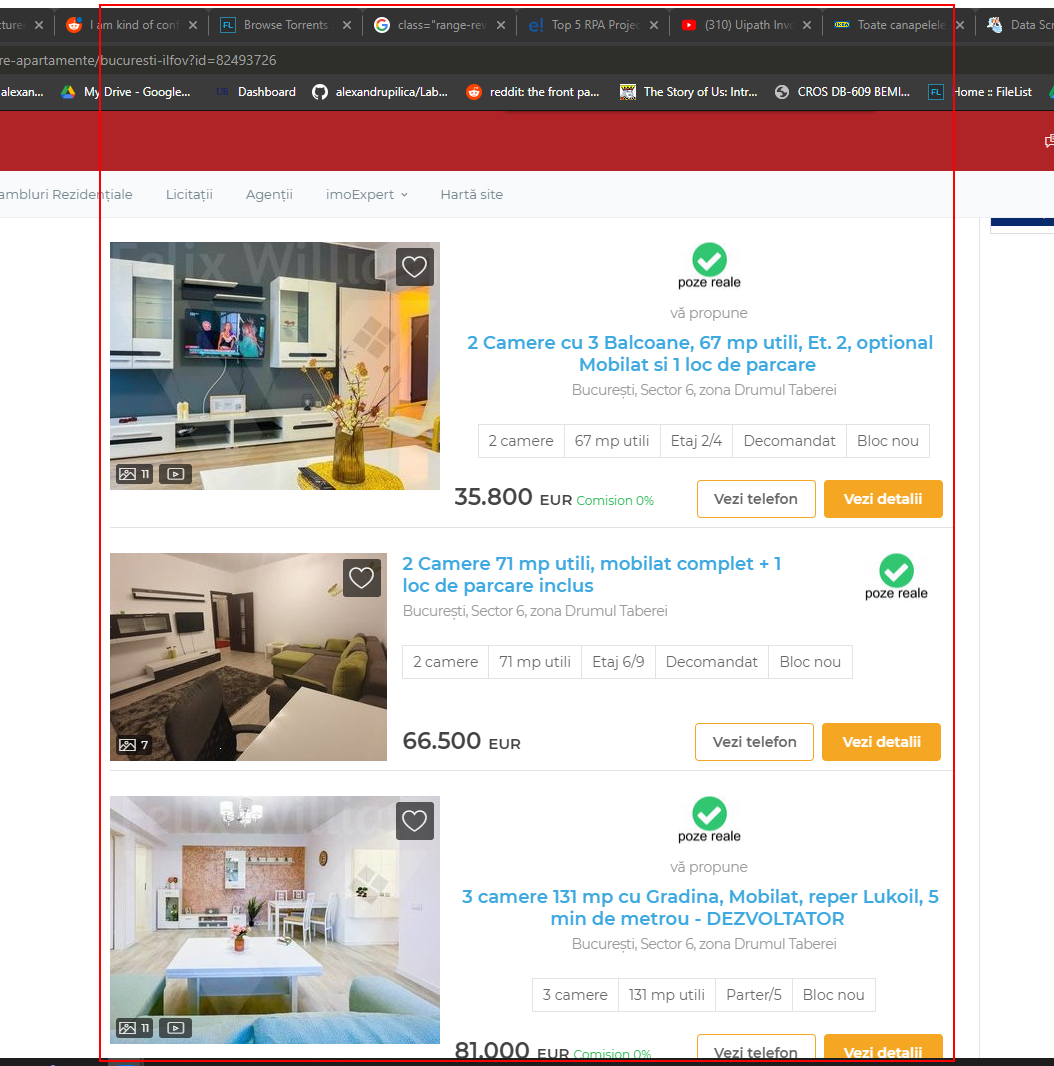 cture
I am kind of conf
FL
Browse Torrents
class="range-rev
e!
Top 5 RPA Projec
(310) Uipath Invo
Toate canapelele
Data Scr
re-apartamente/bucuresti-ilfov?id=82493726
alexan...
My Drive - Google...
UB
Dashboard
alexandrupilica/Lab...
reddit: the front pa...
The Story of Us: Intr...
CROS DB-609 BEMI...
FL
Home :: FileList
ambluri Rezidențiale
Licitații
Agenții
imoExpert
Hartă site
Felix Willia
11
poze reale
vă propune
2 Camere cu 3 Balcoane, 67 mp utili, Et. 2, optional
Mobilat si 1 loc de parcare
București, Sector 6, zona Drumul Taberei
2 camere
67 mp utili
Etaj 2/4
Decomandat
Bloc nou
35.800 EUR Comision 0%
Vezi telefon
Vezi detalii
7
2 Camere 71 mp utili, mobilat complet + 1
loc de parcare inclus
București, Sector 6, zona Drumul Taberei
poze reale
2 camere
71 mp utili
Etaj 6/9
Decomandat
Bloc nou
66.500 EUR
Vezi telefon
Vezi detalii
Felix Willia
11
poze reale
vă propune
3 camere 131 mp cu Gradina, Mobilat, reper Lukoil, 5
min de metrou - DEZVOLTATOR
București, Sector 6, zona Drumul Taberei
3 camere
131 mp utili
Parter/5
Bloc nou
81.000 EUR Comision 0%
Vezi telefon
Vezi detalii